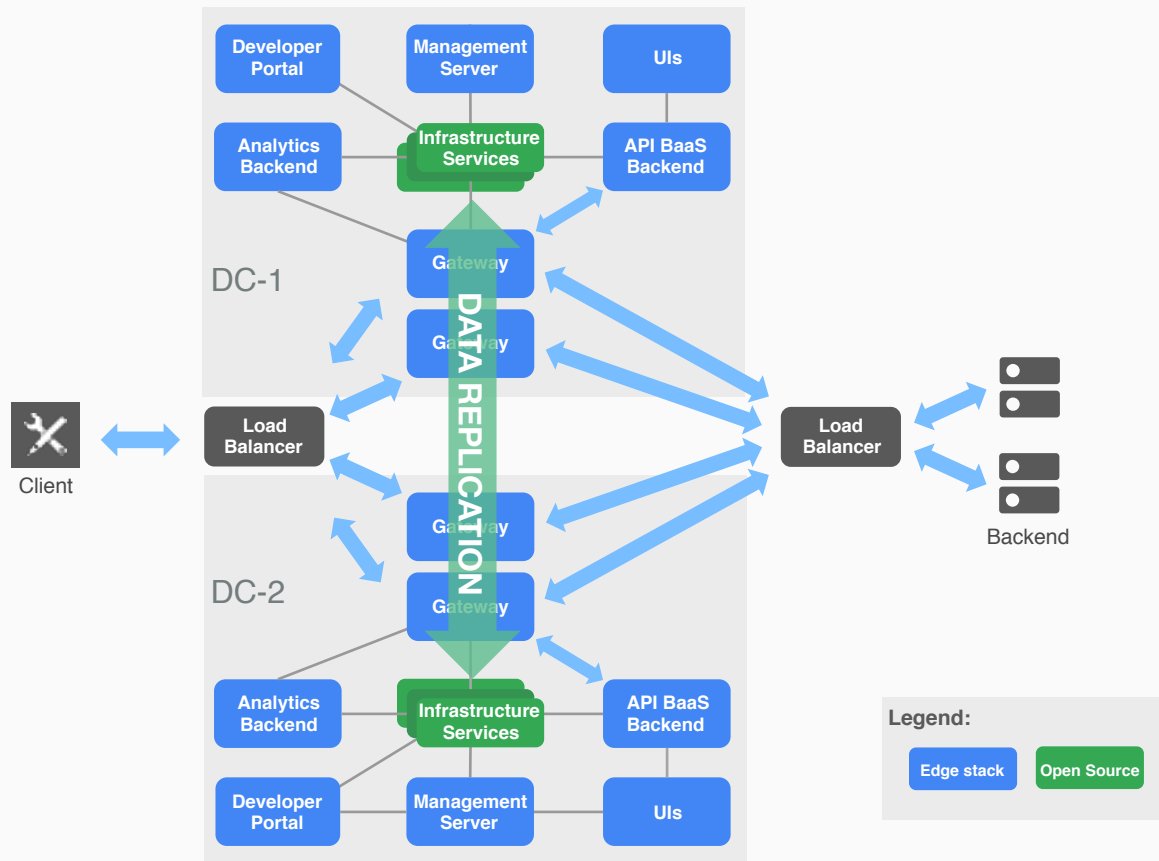 Developer
Portal
Management
Server
UIs
Analytics
Backend
Infrastructure
Services
API BaaS
Backend
DC-1
Gateway
Gateway
DATA REPLICATION
Client
Load
Balancer
Load
Balancer
Backend
DC-2
Gateway
Gateway
Analytics
Backend
Infrastructure
Services
API BaaS
Backend
Developer
Portal
Management
Server
UIs
Legend:
Edge stack
Open Source